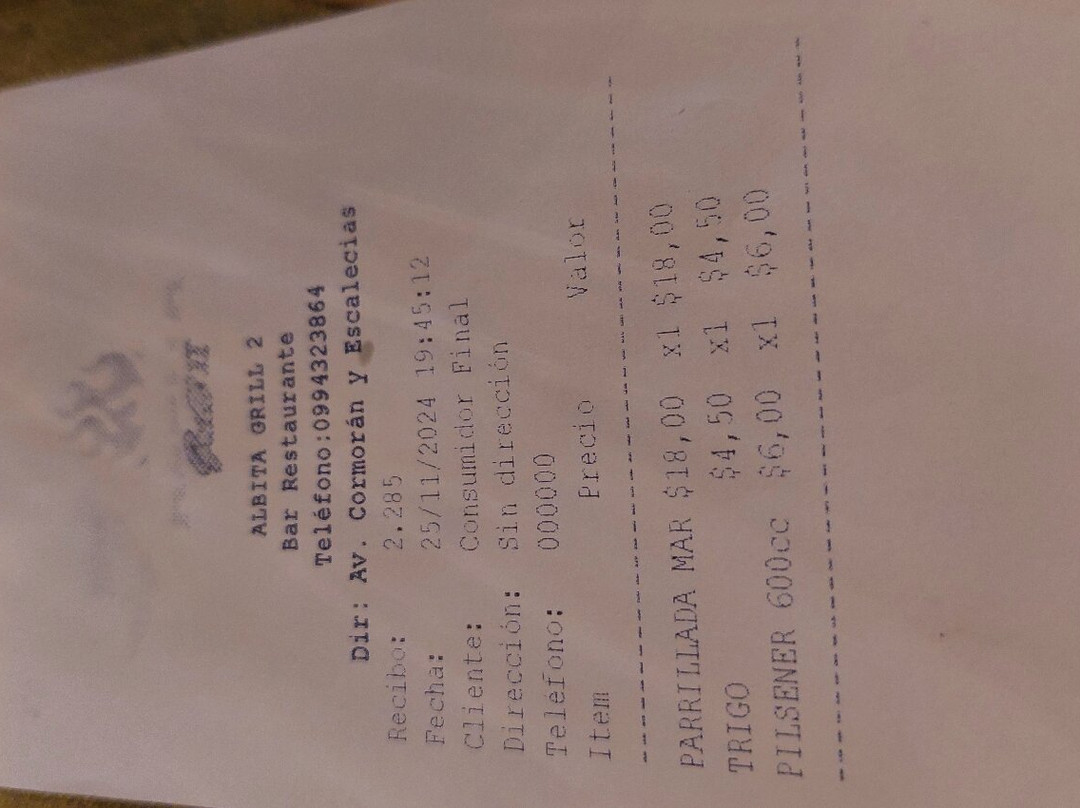 ALBITA GRILL 2
Bar Restaurante
Teléfono:0994323864
Dir: Av. Cormorán y Escalecias
Recibo: 2.285
Fecha: 25/11/2024 19:45:12
Cliente: Consumidor Final
Dirección: Sin dirección
Teléfono: 000000
Item Precio Valor
PARRILLADA MAR $18,00 x1 $18,00
TRIGO $4,50 x1 $4,50
PILSENER 600cc $6,00 x1 $6,00